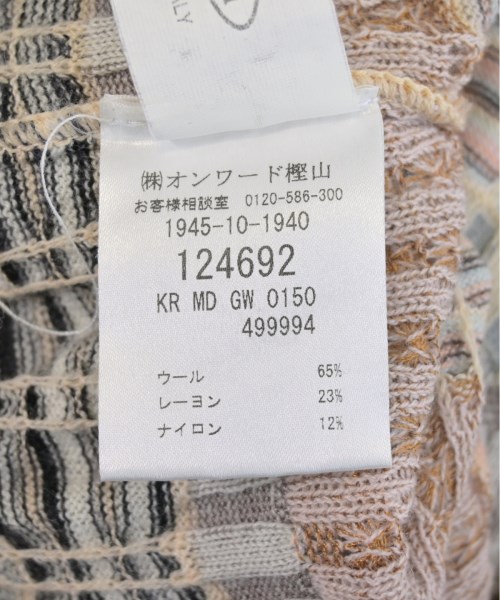 ㈱オンワード樫山
お客様相談室 0120-586-300
1945-10-1940
124692
KR MD GW 0150
499994
ウール 65%
レーヨン 23%
ナイロン 12%